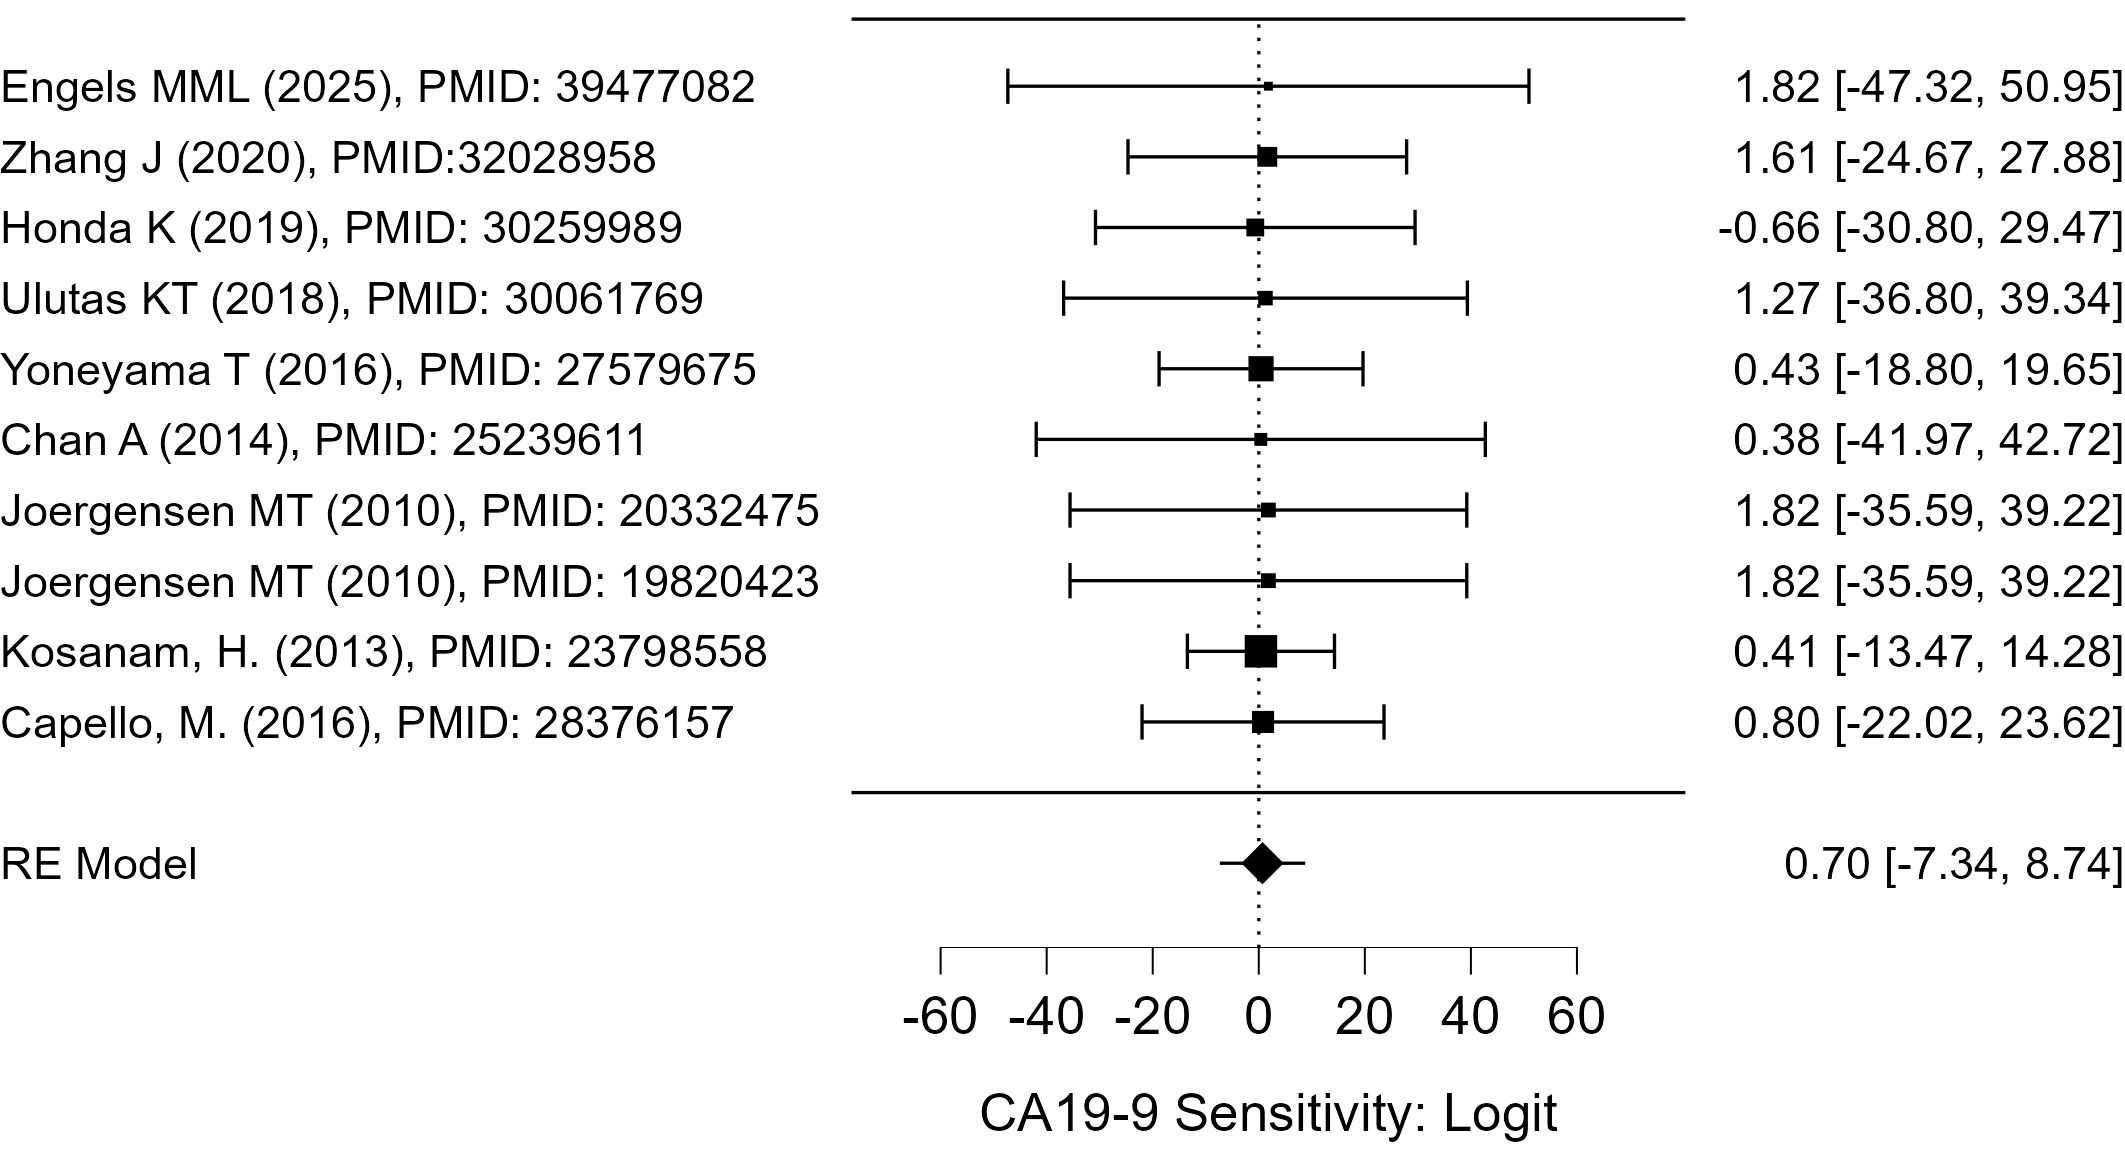 Engels MML (2025), PMID: 39477082 1.82 [-47.32, 50.95]
Zhang J (2020), PMID:32028958 1.61 [-24.67, 27.88]
Honda K (2019), PMID: 30259989 -0.66 [-30.80, 29.47]
Ulutas KT (2018), PMID: 30061769 1.27 [-36.80, 39.34]
Yoneyama T (2016), PMID: 27579675 0.43 [-18.80, 19.65]
Chan A (2014), PMID: 25239611 0.38 [-41.97, 42.72]
Joergensen MT (2010), PMID: 20332475 1.82 [-35.59, 39.22]
Joergensen MT (2010), PMID: 19820423 1.82 [-35.59, 39.22]
Kosanam, H. (2013), PMID: 23798558 0.41 [-13.47, 14.28]
Capello, M. (2016), PMID: 28376157 0.80 [-22.02, 23.62]
RE Model 0.70 [-7.34, 8.74]
-60 -40 -20 0 20 40 60
CA19-9 Sensitivity: Logit